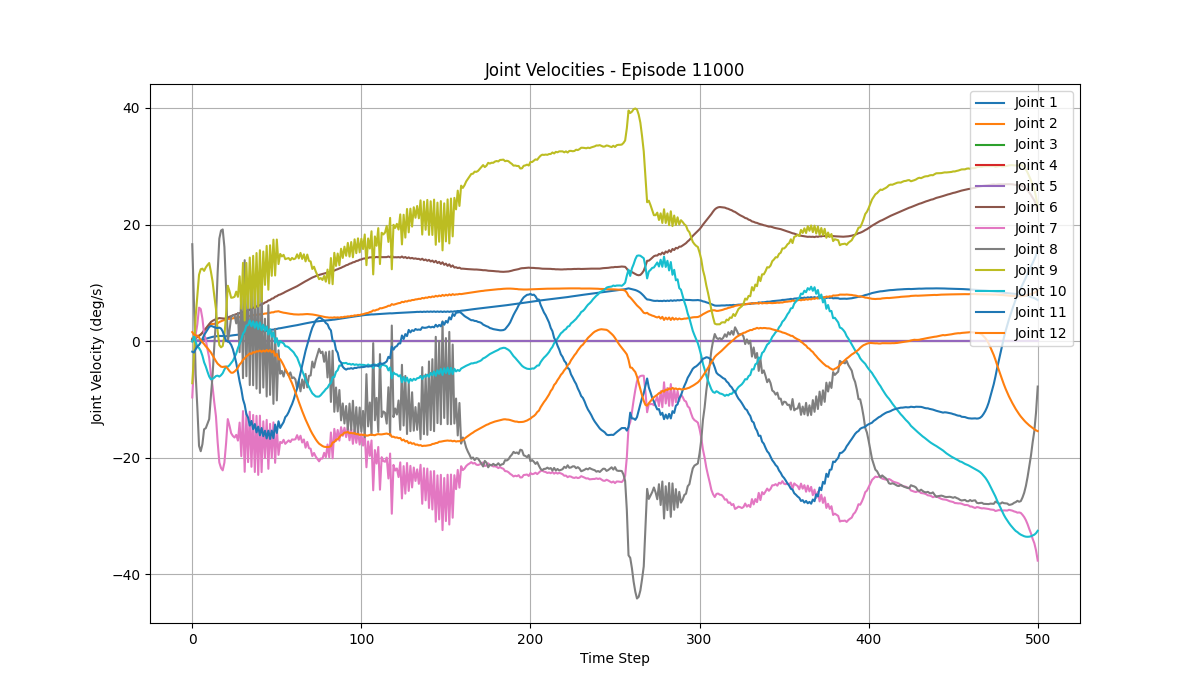 Joint Velocities - Episode 11000
Joint Velocity (deg/s)
40
20
0
−20
−40
0
100
200
300
400
500
Time Step
Joint 1
Joint 2
Joint 3
Joint 4
Joint 5
Joint 6
Joint 7
Joint 8
Joint 9
Joint 10
Joint 11
Joint 12